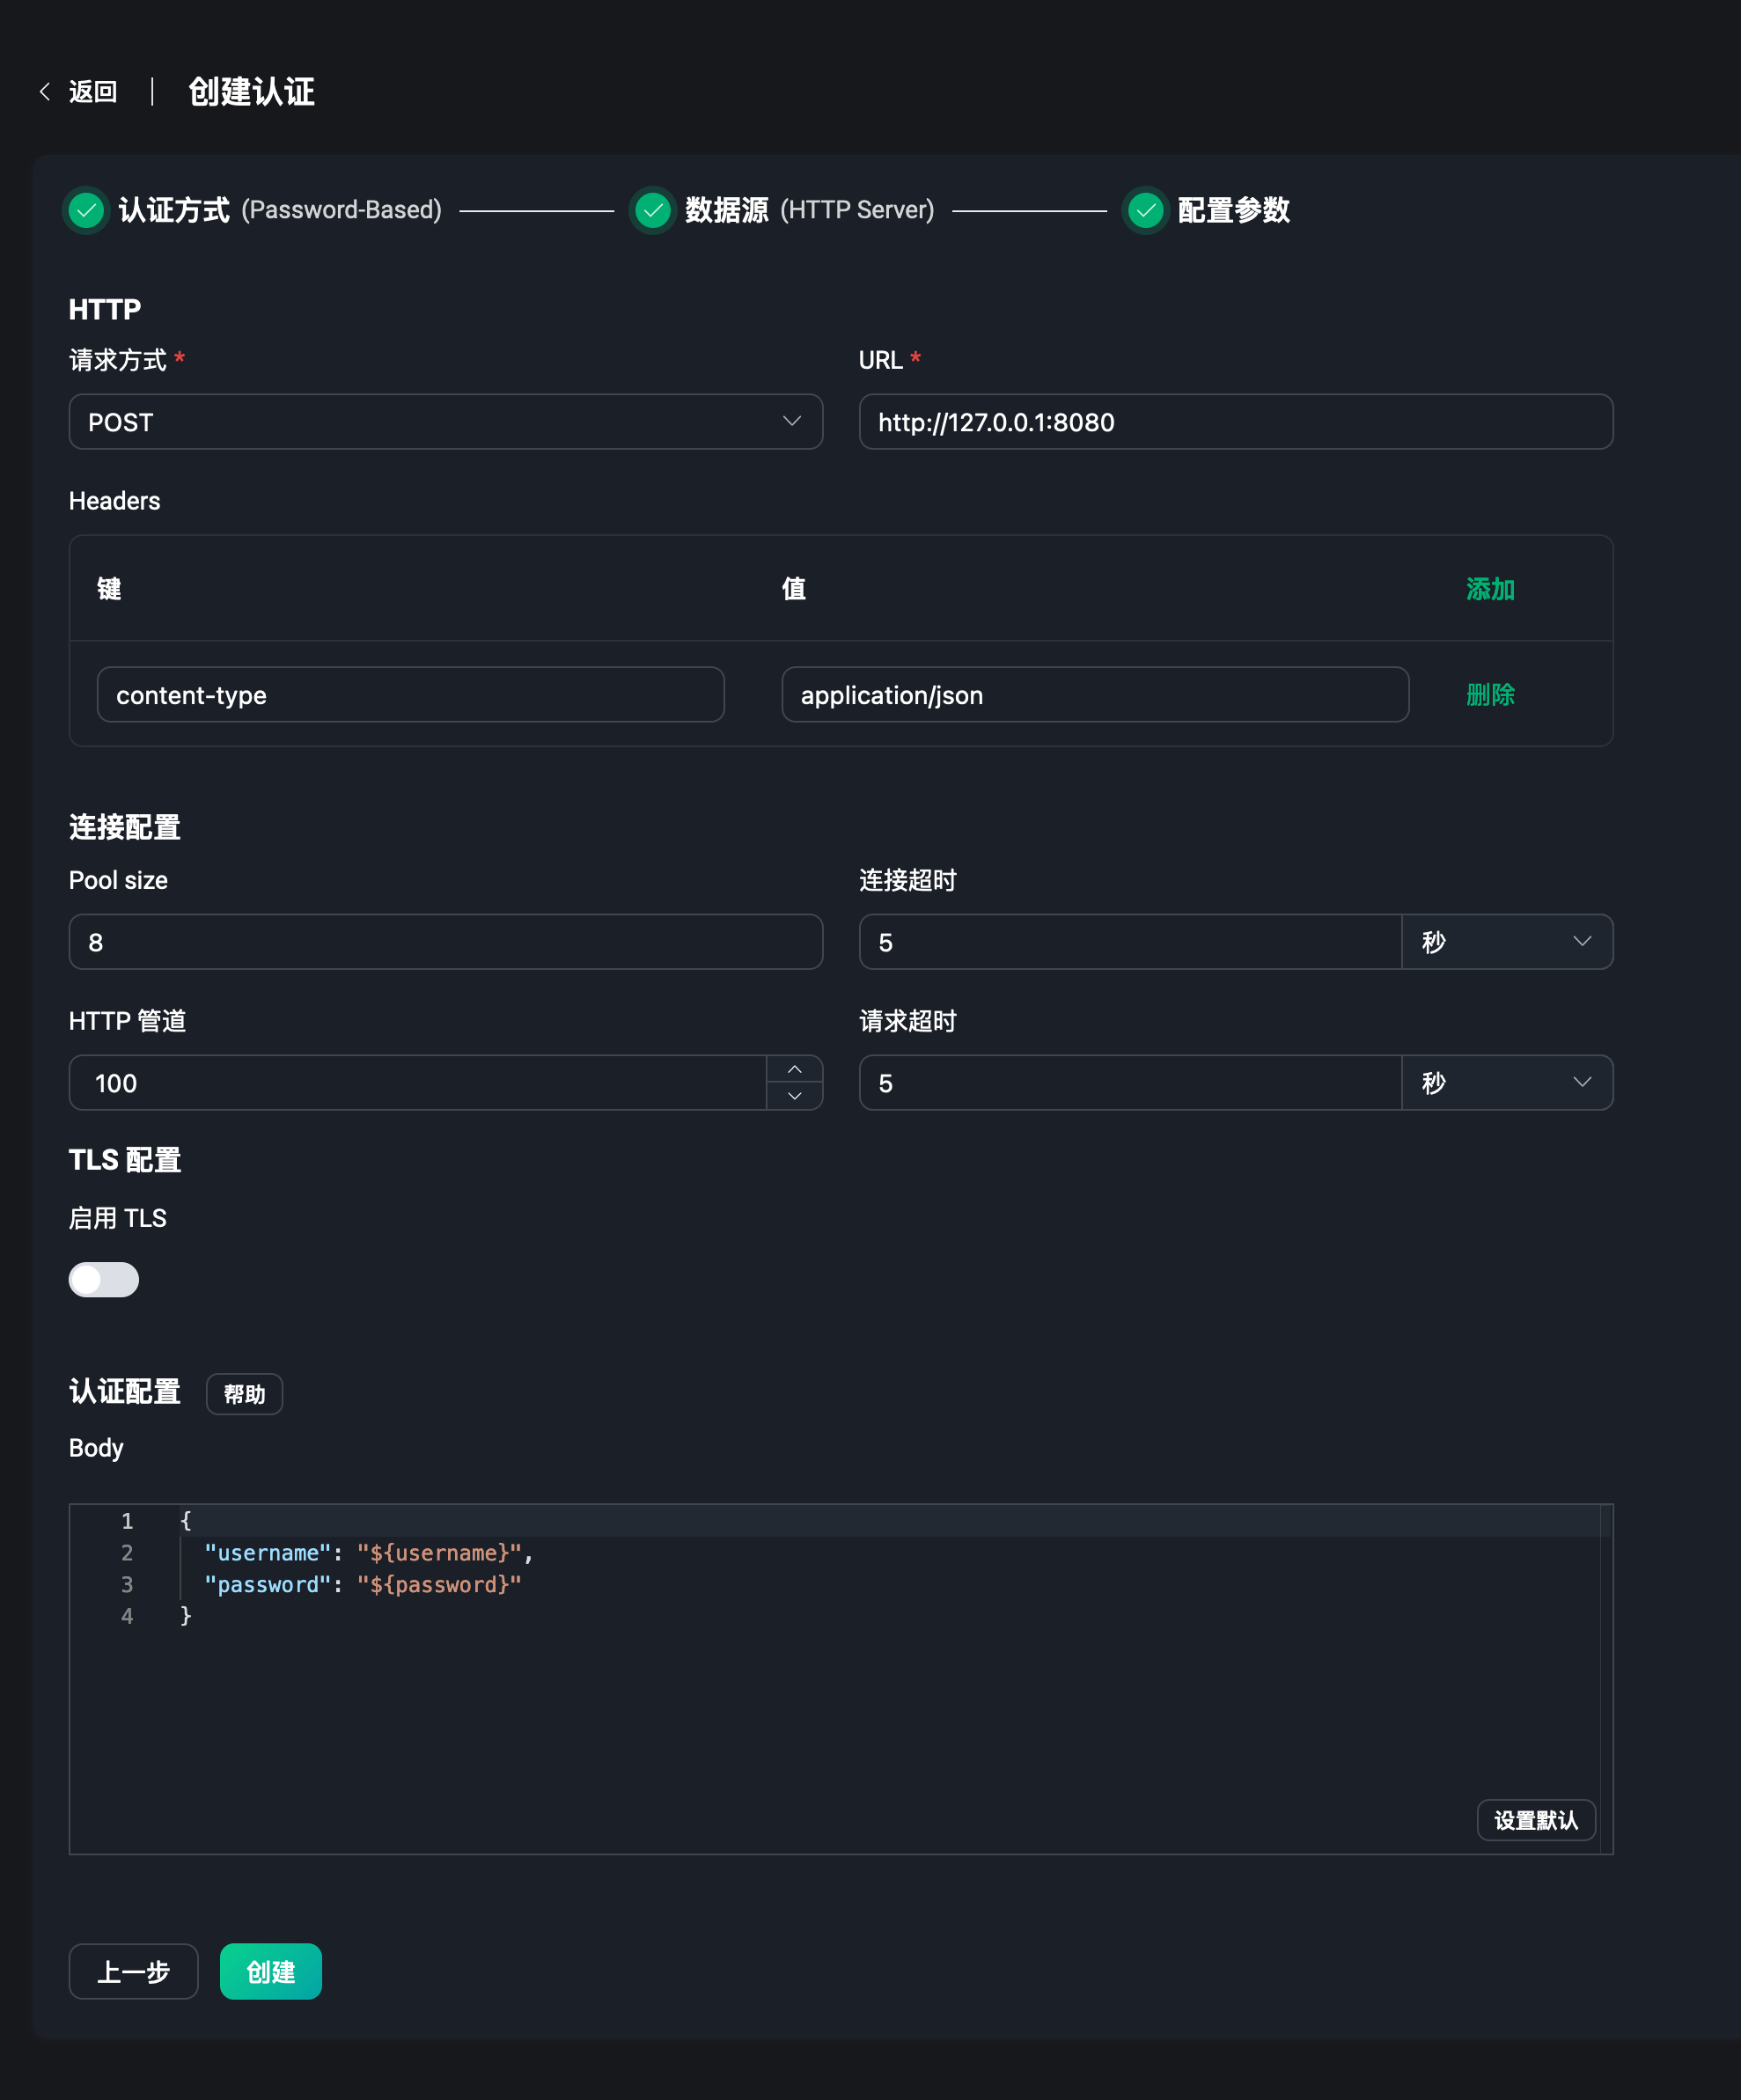 返回 创建认证
认证方式 (Password-Based) 数据源 (HTTP Server) 配置参数
HTTP
请求方式 * URL *
POST http://127.0.0.1:8080
Headers
键 值 添加
content-type application/json 删除
连接配置
Pool size 连接超时
8 5 秒
HTTP 管道 请求超时
100 5 秒
TLS 配置
启用 TLS
认证配置 帮助
Body
1 {
2 "username": "${username}",
3 "password": "${password}"
4 }
设置默认
上一步 创建